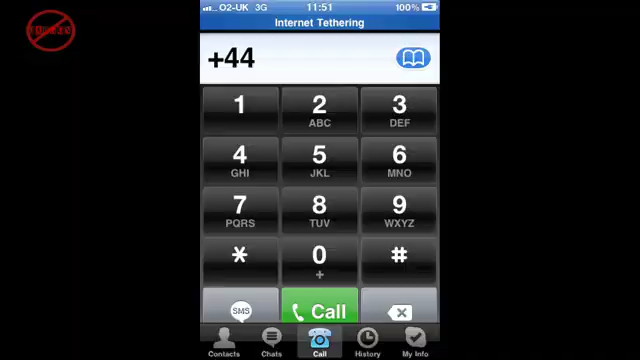 O2-UK 3G 11:51 100%
Internet Tethering
+44
1 2 3
ABC DEF
4 5 6
GHI JKL MNO
7 8 9
PQRS TUV WXYZ
* 0 #
+
SMS Call
Contacts Chats Call History My Info